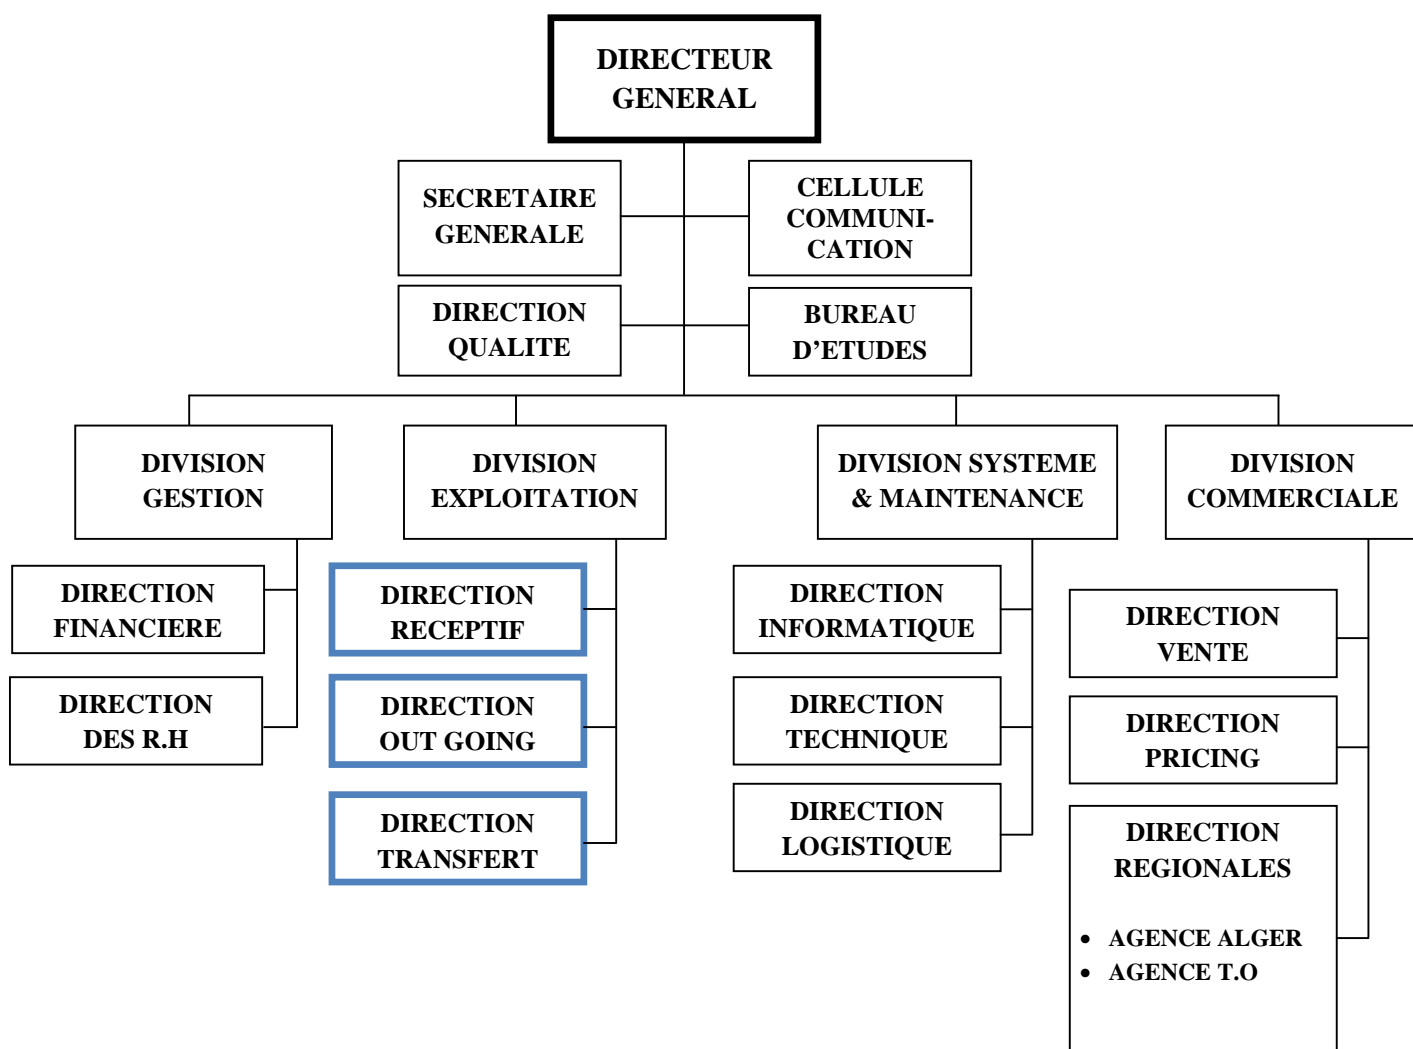 DIRECTEUR
GENERAL
SECRETAIRE
GENERALE
CELLULE
COMMUNI-
CATION
DIRECTION
QUALITE
BUREAU
D’ETUDES
DIVISION
GESTION
DIVISION
EXPLOITATION
DIVISION SYSTEME
& MAINTENANCE
DIVISION
COMMERCIALE
DIRECTION
FINANCIERE
DIRECTION
DES R.H
DIRECTION
RECEPTIF
DIRECTION
OUT GOING
DIRECTION
TRANSFERT
DIRECTION
INFORMATIQUE
DIRECTION
TECHNIQUE
DIRECTION
LOGISTIQUE
DIRECTION
VENTE
DIRECTION
PRICING
DIRECTION
REGIONALES
• AGENCE ALGER
• AGENCE T.O